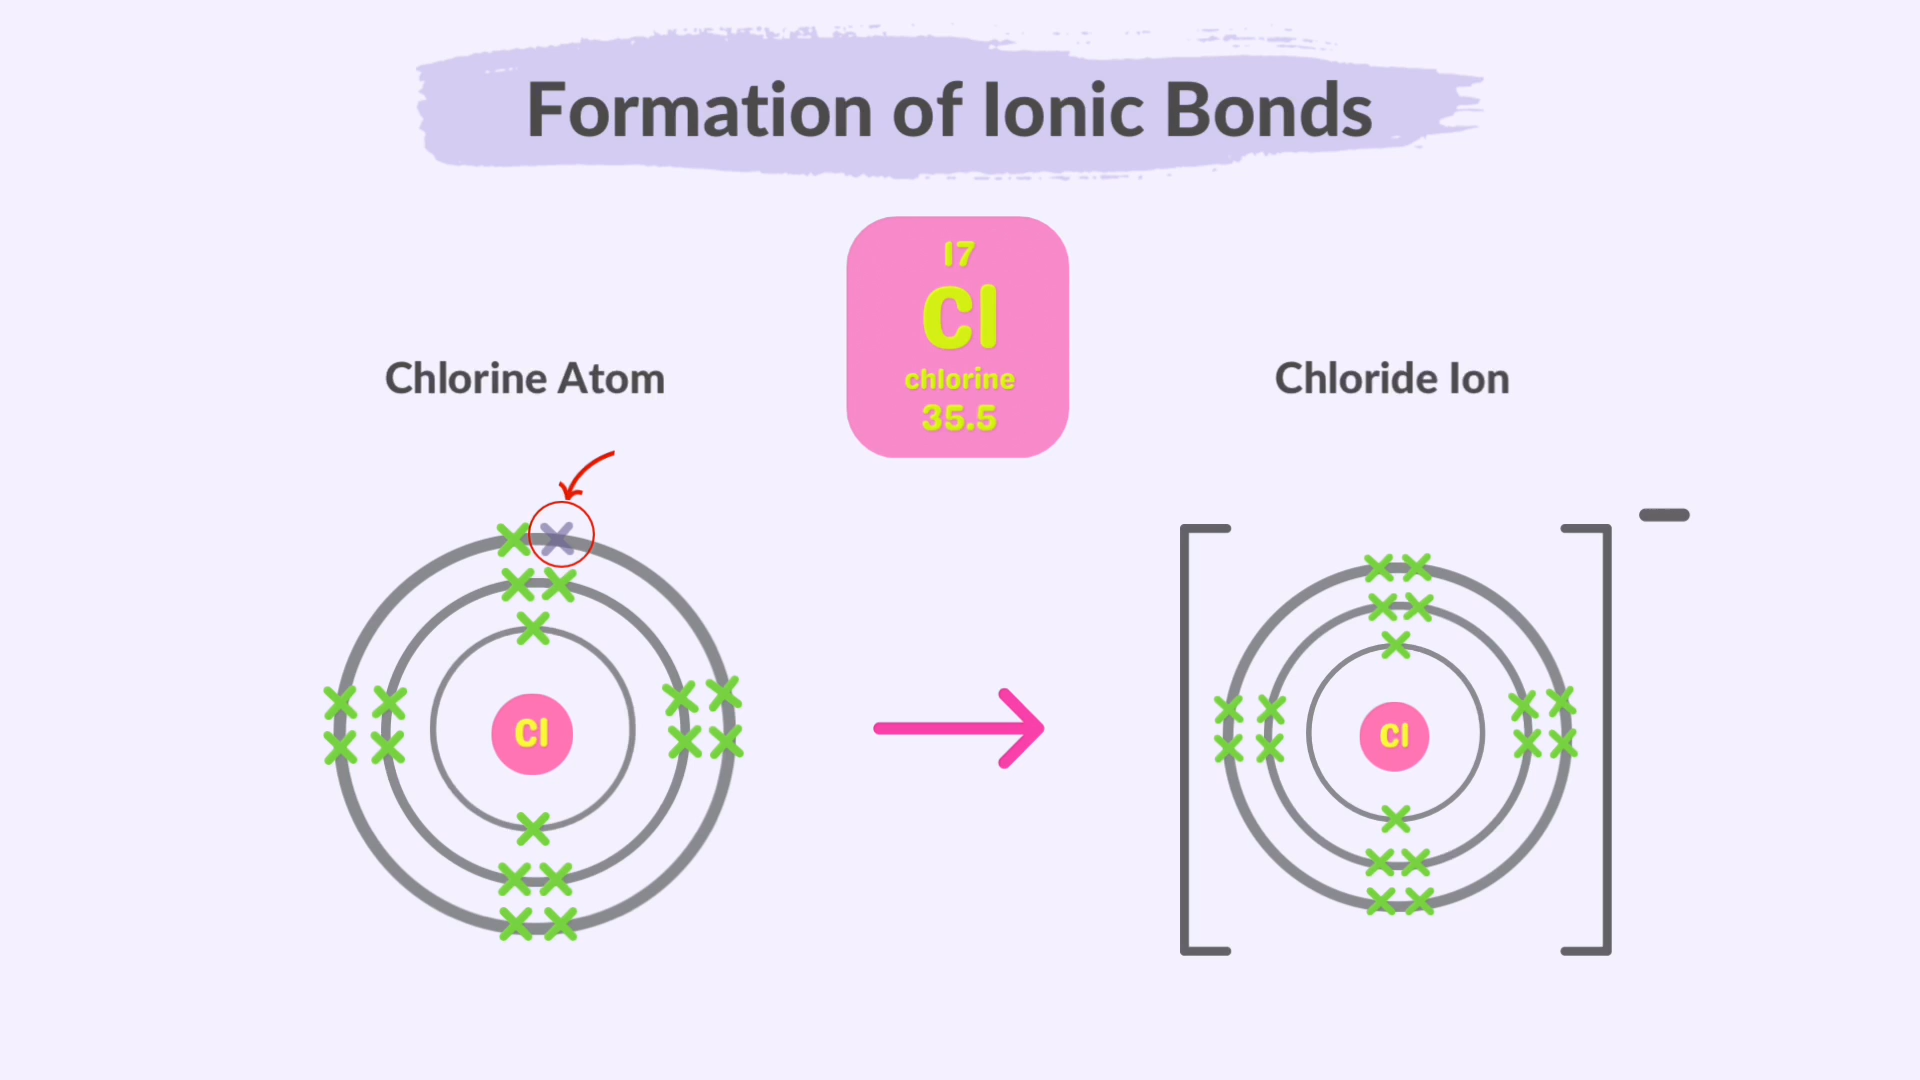 Formation of Ionic Bonds
17
Cl
chlorine
35.5
Chlorine Atom
Chloride Ion
Cl
Cl